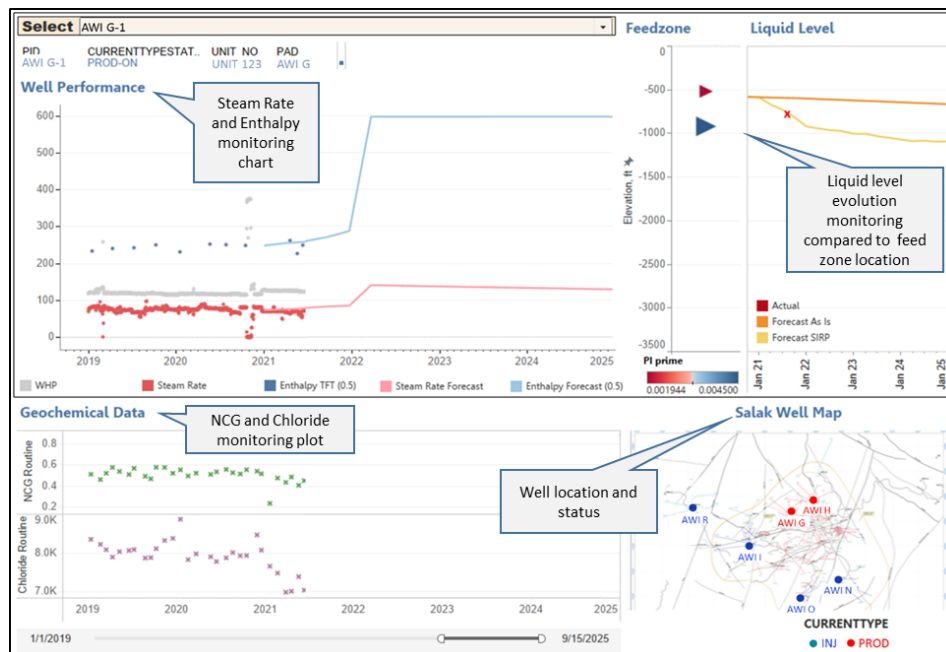 Select AWI G-1
PID CURRENTTYPESTAT.. UNIT NO PAD
AWI G-1 PROD-ON UNIT 123 AWI G
Well Performance
Steam Rate
and Enthalpy
monitoring
chart
600
500
400
300
200
100
0
2019 2020 2021 2022 2023 2024 2025
WHP Steam Rate Enthalpy TFT (0.5) Steam Rate Forecast Enthalpy Forecast (0.5)
Feedzone
0
-500
-1000
-1500
-2000
-2500
-3000
-3500
Elevation, ft
PI prime
0.001944 0.004500
Liquid Level
x
Liquid level
evolution
monitoring
compared to feed
zone location
Actual
Forecast As Is
Forecast SIRP
Jan 21 Jan 22 Jan 23 Jan 24 Jan 25
Geochemical Data
NCG and Chloride
monitoring plot
NCG Routine
0.8
0.6
0.4
0.2
Chloride Routine
9.0K
8.0K
7.0K
2019 2020 2021 2022 2023 2024 2025
1/1/2019 9/15/2025
Salak Well Map
Well location and
status
AWI R
AWI H
AWI G
AWI I
AWI N
AWI O
CURRENTTYPE
INJ PROD